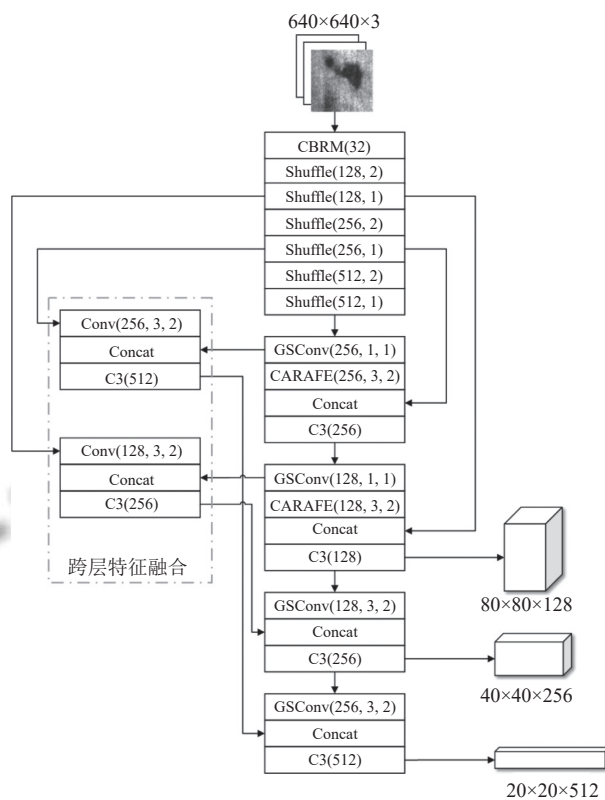 640×640×3
CBRM(32)
Shuffle(128, 2)
Shuffle(128, 1)
Shuffle(256, 2)
Shuffle(256, 1)
Shuffle(512, 2)
Shuffle(512, 1)
Conv(256, 3, 2)
Concat
C3(512)
GSConv(256, 1, 1)
CARAFE(256, 3, 2)
Concat
C3(256)
Conv(128, 3, 2)
Concat
C3(256)
跨层特征融合
GSConv(128, 1, 1)
CARAFE(128, 3, 2)
Concat
C3(128)
80×80×128
GSConv(128, 3, 2)
Concat
C3(256)
40×40×256
GSConv(256, 3, 2)
Concat
C3(512)
20×20×512